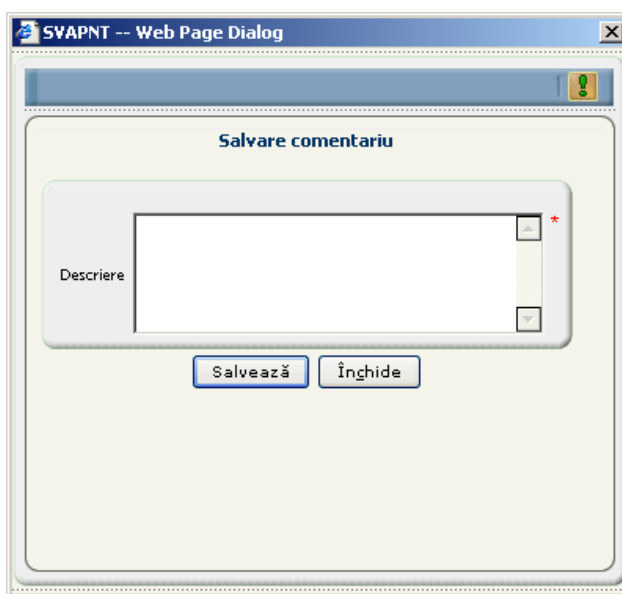 SVAPNT -- Web Page Dialog
Salvare comentariu
*
Descriere
Salvează
Închide